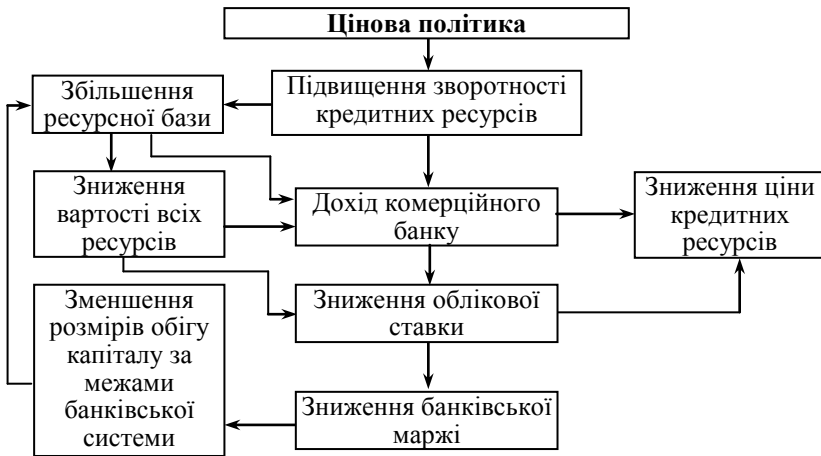 Цінова політика
Збільшення
ресурсної бази
Підвищення зворотності
кредитних ресурсів
Зниження
вартості всіх
ресурсів
Дохід комерційного
банку
Зниження ціни
кредитних
ресурсів
Зменшення
розмірів обігу
капіталу за
межами
банківської
системи
Зниження облікової
ставки
Зниження банківської
маржі